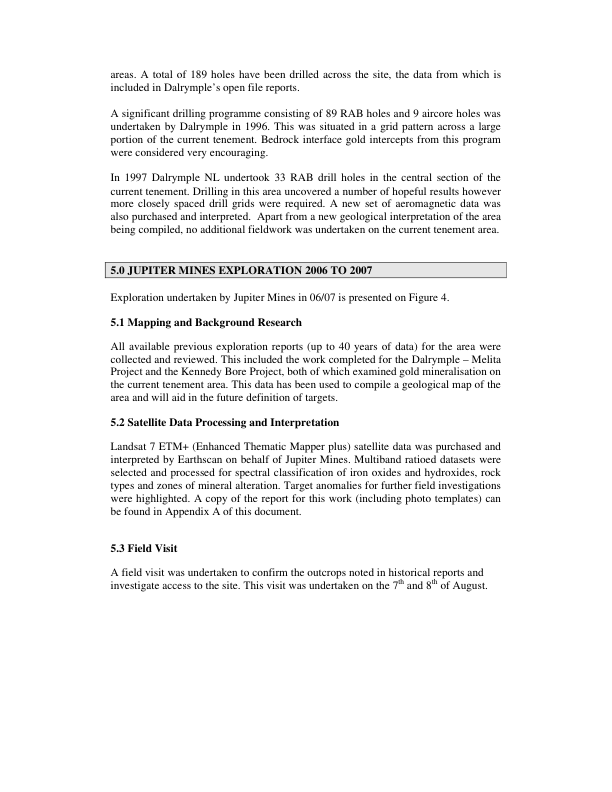 areas. A total of 189 holes have been drilled across the site, the data from which is
included in Dalrymple's open file reports.
A significant drilling programme consisting of 89 RAB holes and 9 aircore holes was
undertaken by Dalrymple in 1996. This was situated in a grid pattern across a large
portion of the current tenement. Bedrock interface gold intercepts from this program
were considered very encouraging.
In 1997 Dalrymple NL undertook 33 RAB drill holes in the central section of the
current tenement. Drilling in this area uncovered a number of hopeful results however
more closely spaced drill grids were required. A new set of aeromagnetic data was
also purchased and interpreted.  Apart from a new geological interpretation of the area
being compiled, no additional fieldwork was undertaken on the current tenement area.
5.0 JUPITER MINES EXPLORATION 2006 TO 2007
Exploration undertaken by Jupiter Mines in 06/07 is presented on Figure 4.
5.1 Mapping and Background Research
All available previous exploration reports (up to 40 years of data) for the area were
collected and reviewed. This included the work completed for the Dalrymple – Melita
Project and the Kennedy Bore Project, both of which examined gold mineralisation on
the current tenement area. This data has been used to compile a geological map of the
area and will aid in the future definition of targets.
5.2 Satellite Data Processing and Interpretation
Landsat 7 ETM+ (Enhanced Thematic Mapper plus) satellite data was purchased and
interpreted by Earthscan on behalf of Jupiter Mines. Multiband ratioed datasets were
selected and processed for spectral classification of iron oxides and hydroxides, rock
types and zones of mineral alteration. Target anomalies for further field investigations
were highlighted. A copy of the report for this work (including photo templates) can
be found in Appendix A of this document.
5.3 Field Visit
A field visit was undertaken to confirm the outcrops noted in historical reports and
investigate access to the site. This visit was undertaken on the 7th and 8th of August.